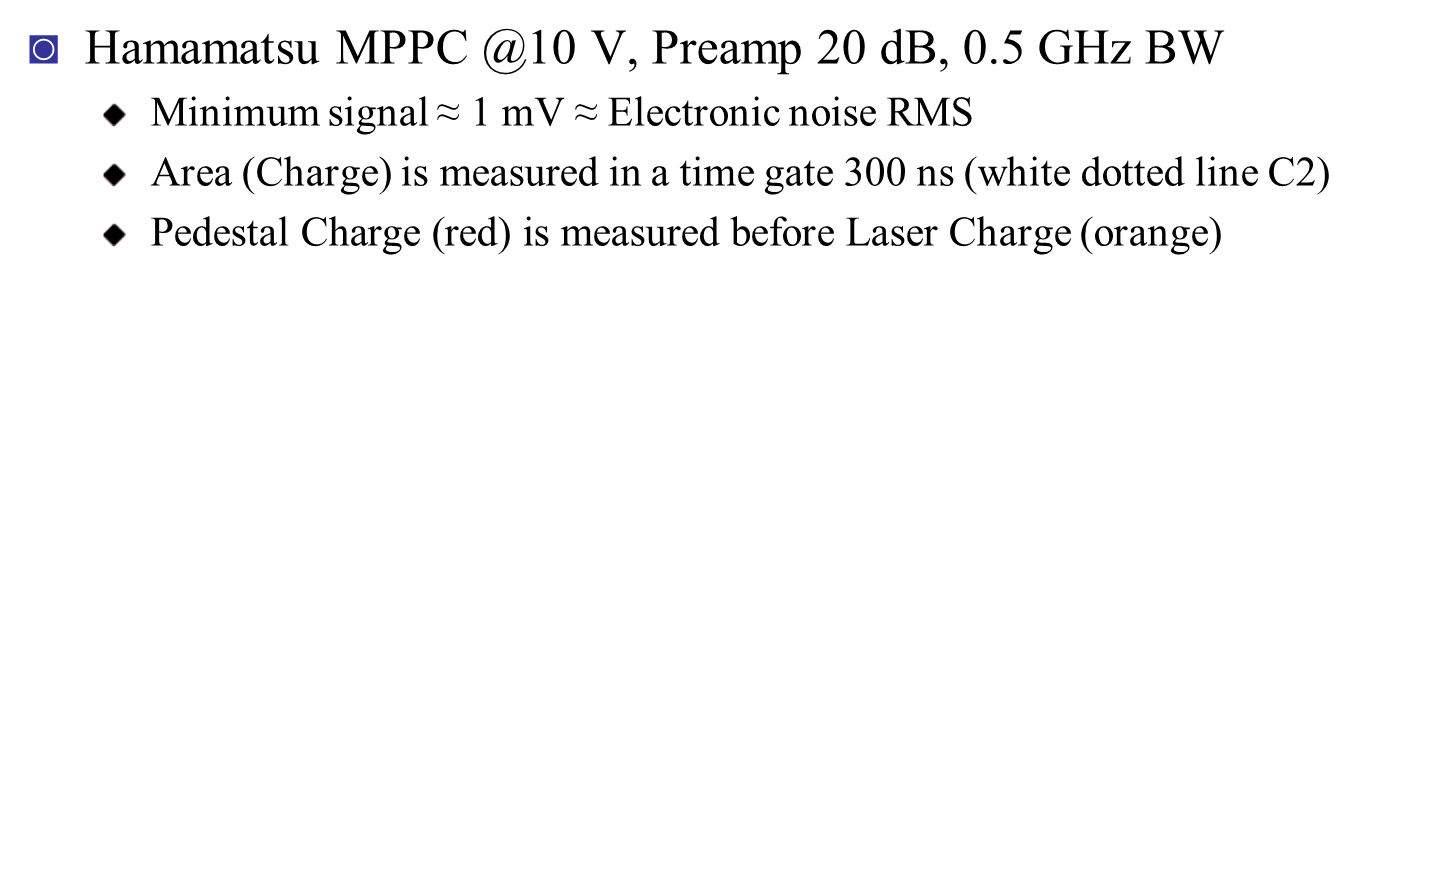 Hamamatsu MPPC @10 V, Preamp 20 dB, 0.5 GHz BW
Minimum signal ≈ 1 mV ≈ Electronic noise RMS
Area (Charge) is measured in a time gate 300 ns (white dotted line C2)
Pedestal Charge (red) is measured before Laser Charge (orange)